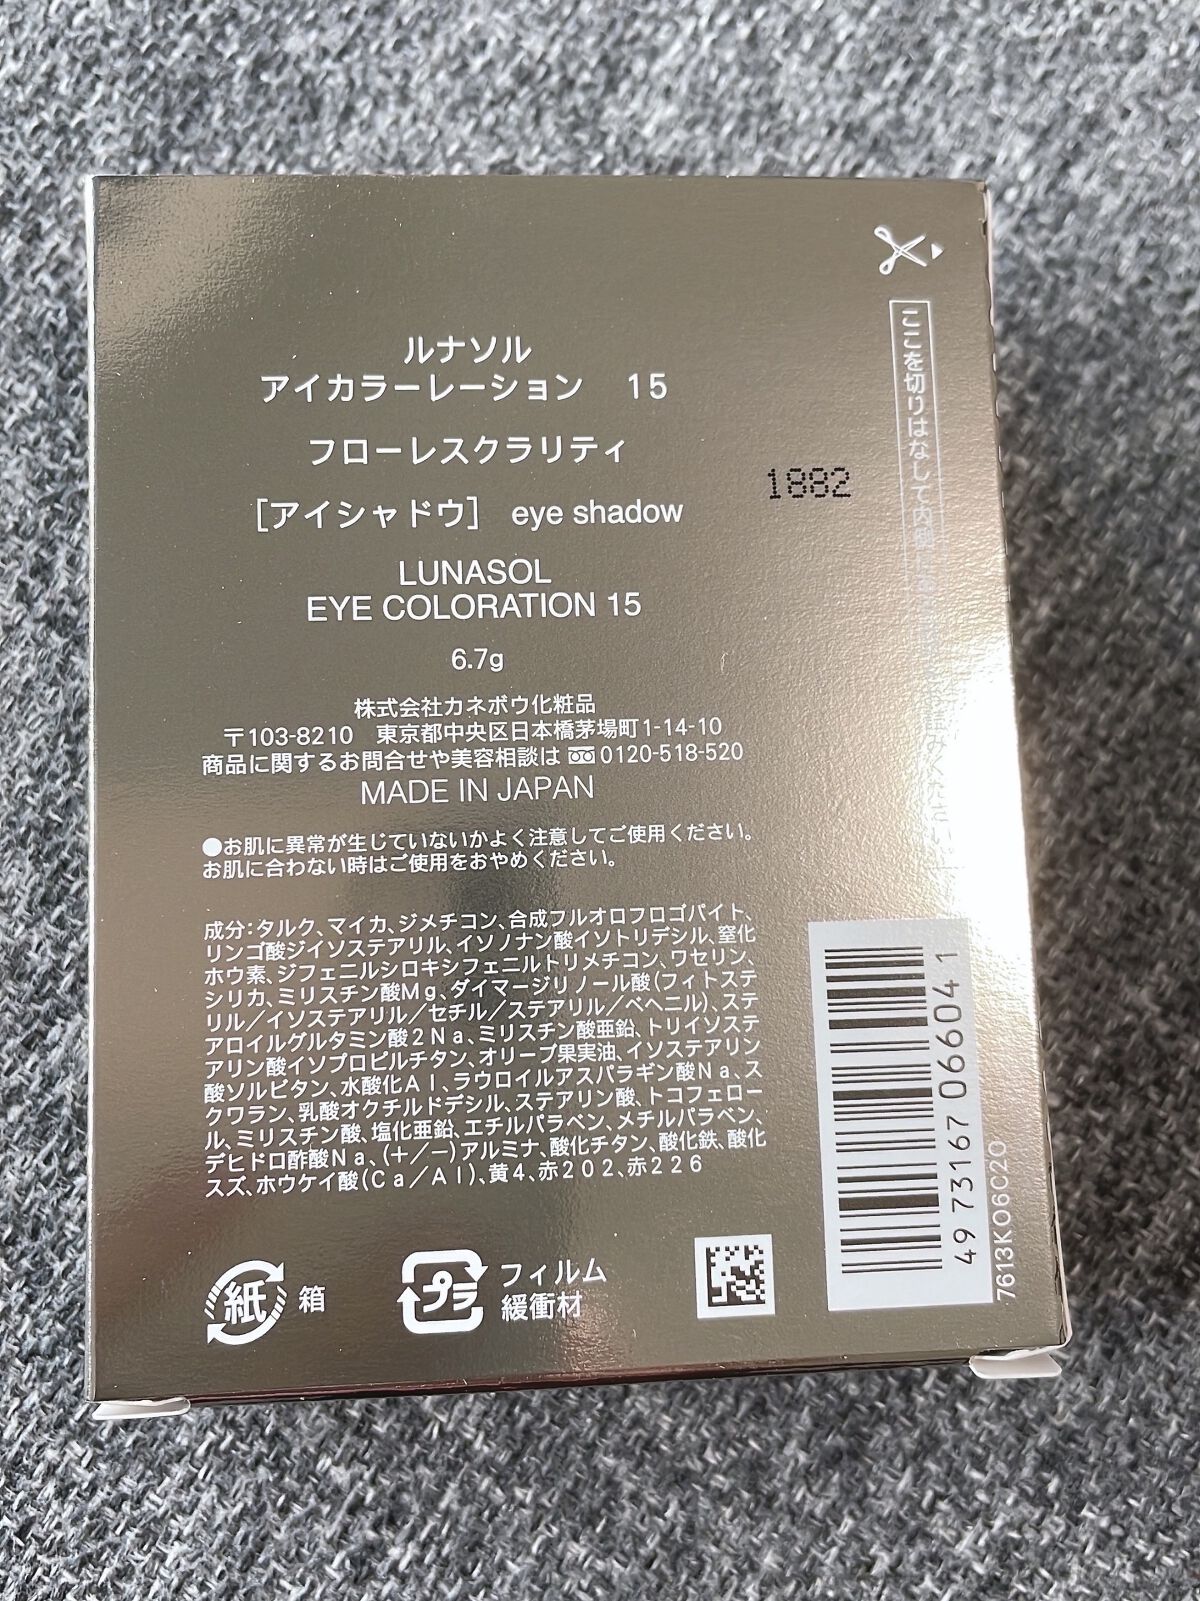 ルナソル
アイカラーレーション 15
フローレスクラリティ
[アイシャドウ] eye shadow
LUNASOL
EYE COLORATION 15
6.7g
株式会社カネボウ化粧品
〒103-8210 東京都中央区日本橋茅場町1-14-10
商品に関するお問合せや美容相談は 0120-518-520
MADE IN JAPAN
●お肌に異常が生じていないかよく注意してご使用ください。
お肌に合わない時はご使用をおやめください。
成分:タルク、マイカ、ジメチコン、合成フルオロフロゴパイト、
リンゴ酸ジイソステアリル、イソノナン酸イソトリデシル、窒化
ホウ素、ジフェニルシロキシフェニルトリメチコン、ワセリン、
シリカ、ミリスチン酸Mg、ダイマージリノール酸(フィトステ
リル/イソステアリル/セチル/ステアリル/ベヘニル)、ステ
アロイルグルタミン酸2Na、ミリスチン酸亜鉛、トリイソステ
アリン酸イソプロピルチタン、オリーブ果実油、イソステアリン
酸ソルビタン、水酸化Al、ラウロイルアスパラギン酸Na、ス
クワラン、乳酸オクチルドデシル、ステアリン酸、トコフェロー
ル、ミリスチン酸、塩化亜鉛、エチルパラベン、メチルパラベン、
デヒドロ酢酸Na、(+/-)アルミナ、酸化チタン、酸化鉄、酸化
スズ、ホウケイ酸(Ca/Al)、黄4、赤202、赤226
紙 箱
プラ フィルム
緩衝材
1882
ここを切りはなして内側
4973167066041
7613K06C2O